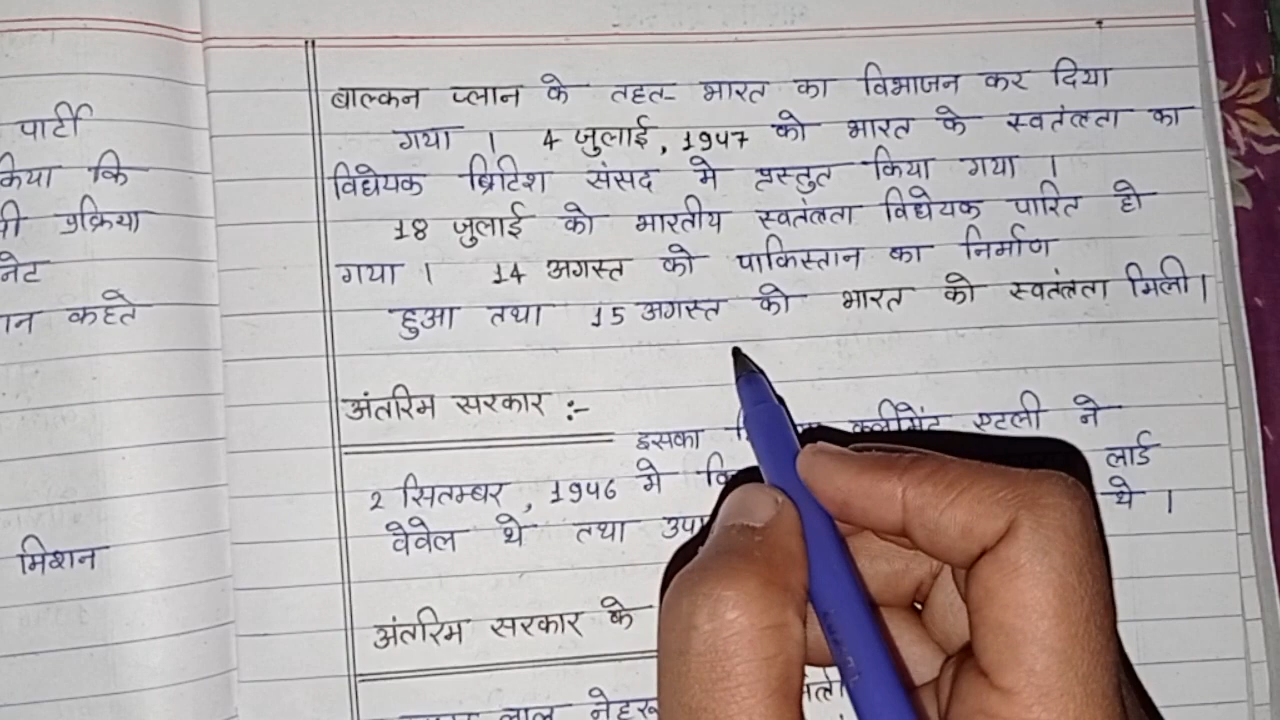 पार्टी
किया कि
प्रक्रिया
कहते
मिशन
बाल्कन प्लान के तहत भारत का विभाजन कर दिया
गया । 4 जुलाई, 1947 को भारत के स्वतंत्रता का
विधेयक ब्रिटिश संसद मे प्रस्तुत किया गया ।
18 जुलाई को भारतीय स्वतंत्रता विधेयक पारित हो
गया । 14 अगस्त को पाकिस्तान का निर्माण
हुआ तथा 15 अगस्त को भारत को स्वतंत्रता मिली।
अंतरिम सरकार :-
इसका क्लीमेंट एटली ने
2 सितम्बर, 1946 मे लार्ड
वेवेल थे तथा थे ।
अंतरिम सरकार के
लाल